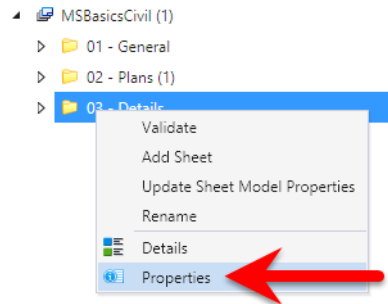 MSBasicsCivil (1)
01 - General
02 - Plans (1)
03 - Details
Validate
Add Sheet
Update Sheet Model Properties
Rename
Details
Properties